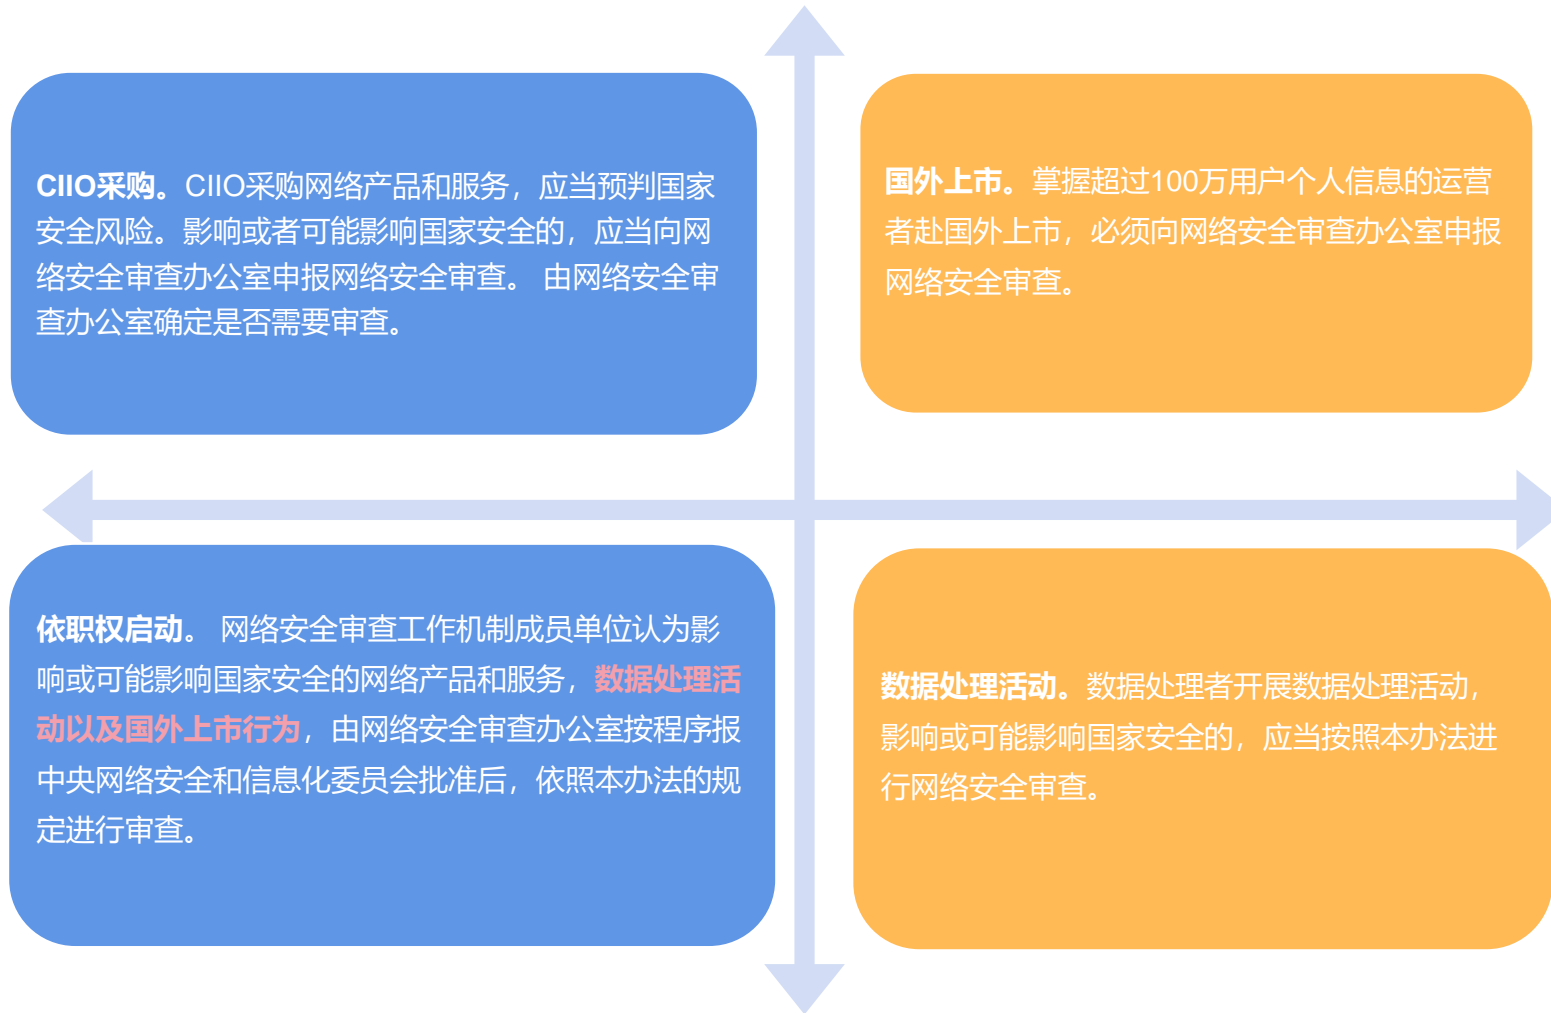 CIIO采购。CIIO采购网络产品和服务，应当预判国家
安全风险。影响或者可能影响国家安全的，应当向网
络安全审查办公室申报网络安全审查。 由网络安全审
查办公室确定是否需要审查。
国外上市。掌握超过100万用户个人信息的运营
者赴国外上市，必须向网络安全审查办公室申报
网络安全审查。
依职权启动。 网络安全审查工作机制成员单位认为影
响或可能影响国家安全的网络产品和服务，数据处理活
动以及国外上市行为，由网络安全审查办公室按程序报
中央网络安全和信息化委员会批准后，依照本办法的规
定进行审查。
数据处理活动。数据处理者开展数据处理活动，
影响或可能影响国家安全的，应当按照本办法进
行网络安全审查。